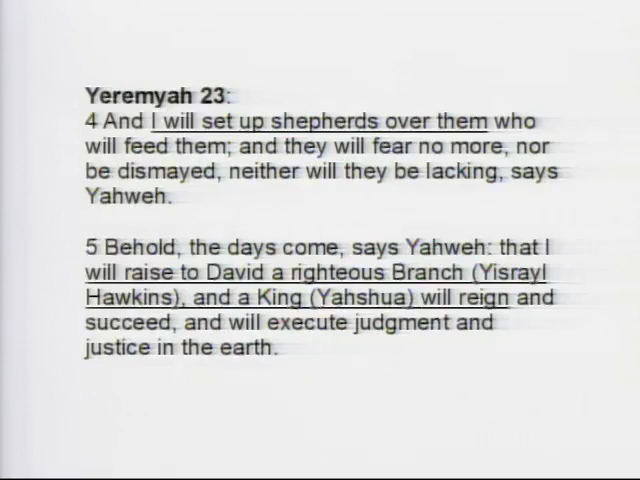 Yeremyah 23:
4 And I will set up shepherds over them who
will feed them; and they will fear no more, nor
be dismayed, neither will they be lacking, says
Yahweh.
5 Behold, the days come, says Yahweh: that I
will raise to David a righteous Branch (Yisrayl
Hawkins), and a King (Yahshua) will reign and
succeed, and will execute judgment and
justice in the earth.